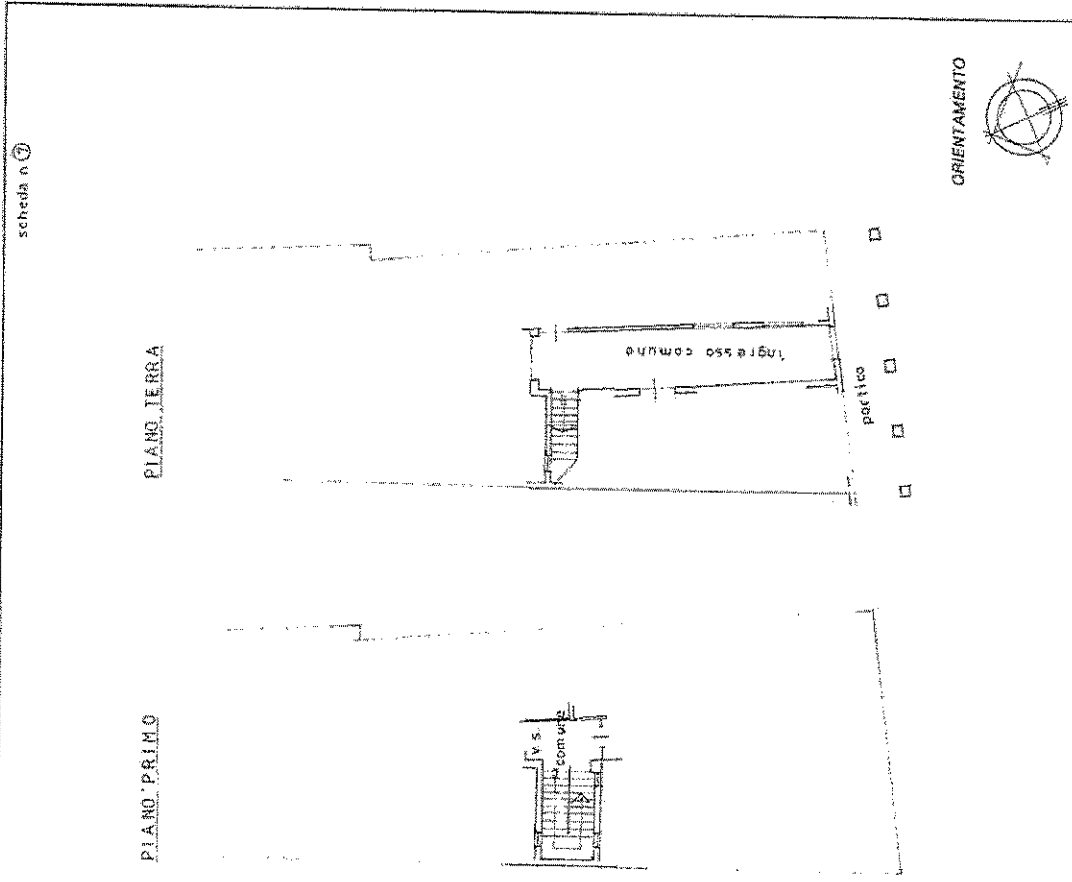 scheda n 7
ORIENTAMENTO
PIANO TERRA
ingresso comune
portico
PIANO PRIMO
v. s.
comune